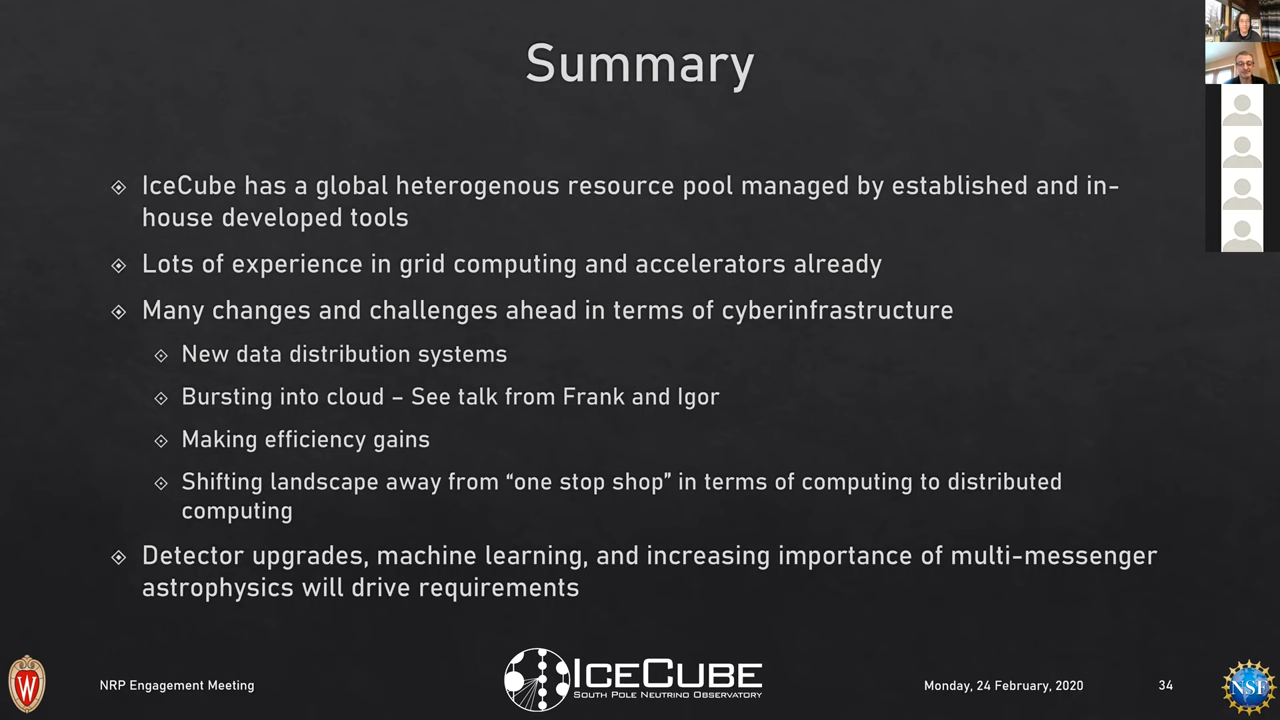 Summary
IceCube has a global heterogenous resource pool managed by established and in-
house developed tools
Lots of experience in grid computing and accelerators already
Many changes and challenges ahead in terms of cyberinfrastructure
New data distribution systems
Bursting into cloud – See talk from Frank and Igor
Making efficiency gains
Shifting landscape away from “one stop shop” in terms of computing to distributed
computing
Detector upgrades, machine learning, and increasing importance of multi-messenger
astrophysics will drive requirements
W
NRP Engagement Meeting
ICECUBE
SOUTH POLE NEUTRINO OBSERVATORY
Monday, 24 February, 2020
34
NSF